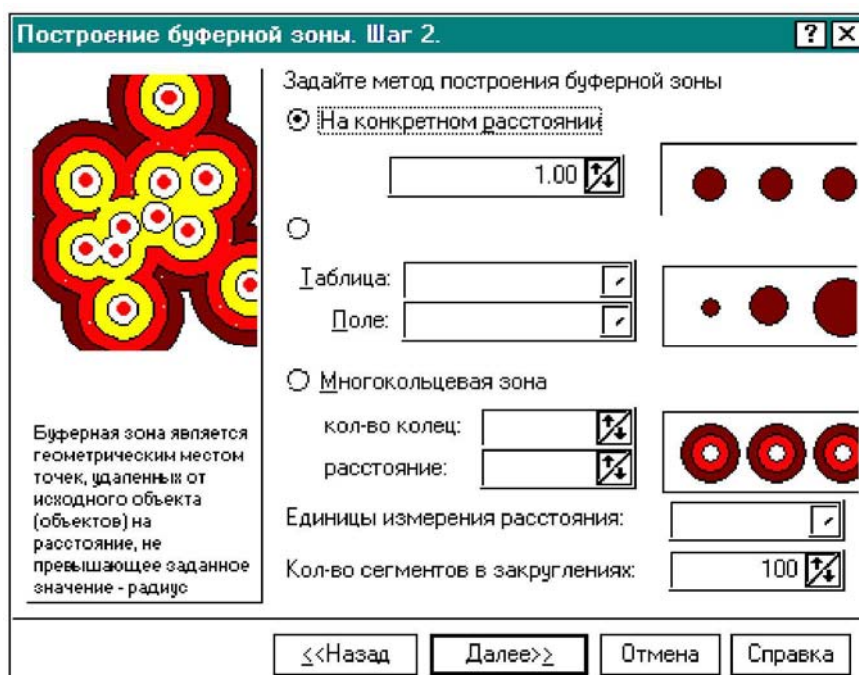 Построение буферной зоны. Шаг 2.
Задайте метод построения буферной зоны
На конкретном расстоянии
1.00
Таблица:
Поле:
Многокольцевая зона
кол-во колец:
расстояние:
Единицы измерения расстояния:
Кол-во сегментов в закруглениях:
100
Буферная зона является
геометрическим местом
точек, удаленных от
исходного объекта
(объектов) на
расстояние, не
превышающее заданное
значение - радиус
<<Назад
Далее>>
Отмена
Справка